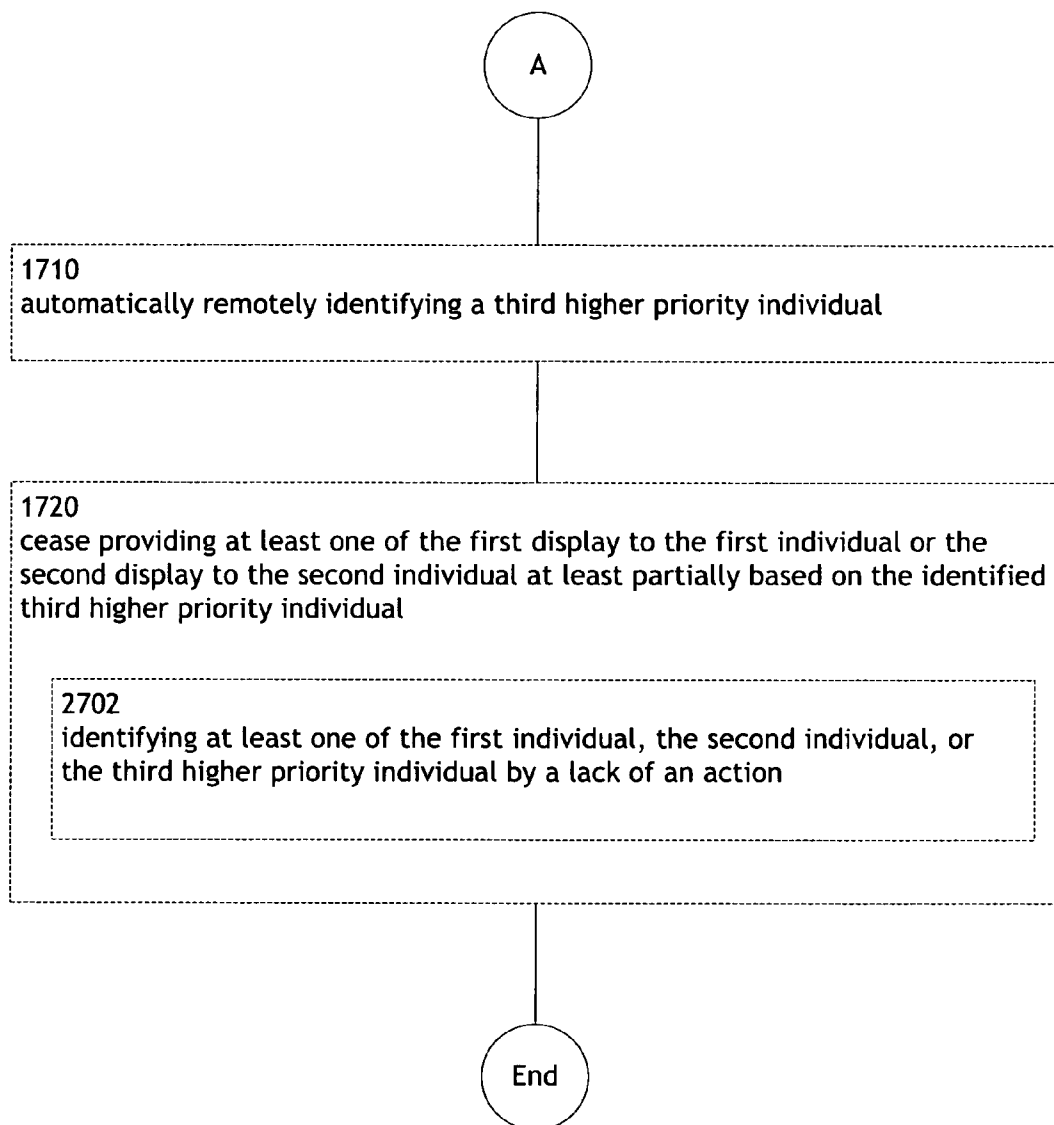 A
1710
automatically remotely identifying a third higher priority individual
1720
cease providing at least one of the first display to the first individual or the
second display to the second individual at least partially based on the identified
third higher priority individual
2702
identifying at least one of the first individual, the second individual, or
the third higher priority individual by a lack of an action
End